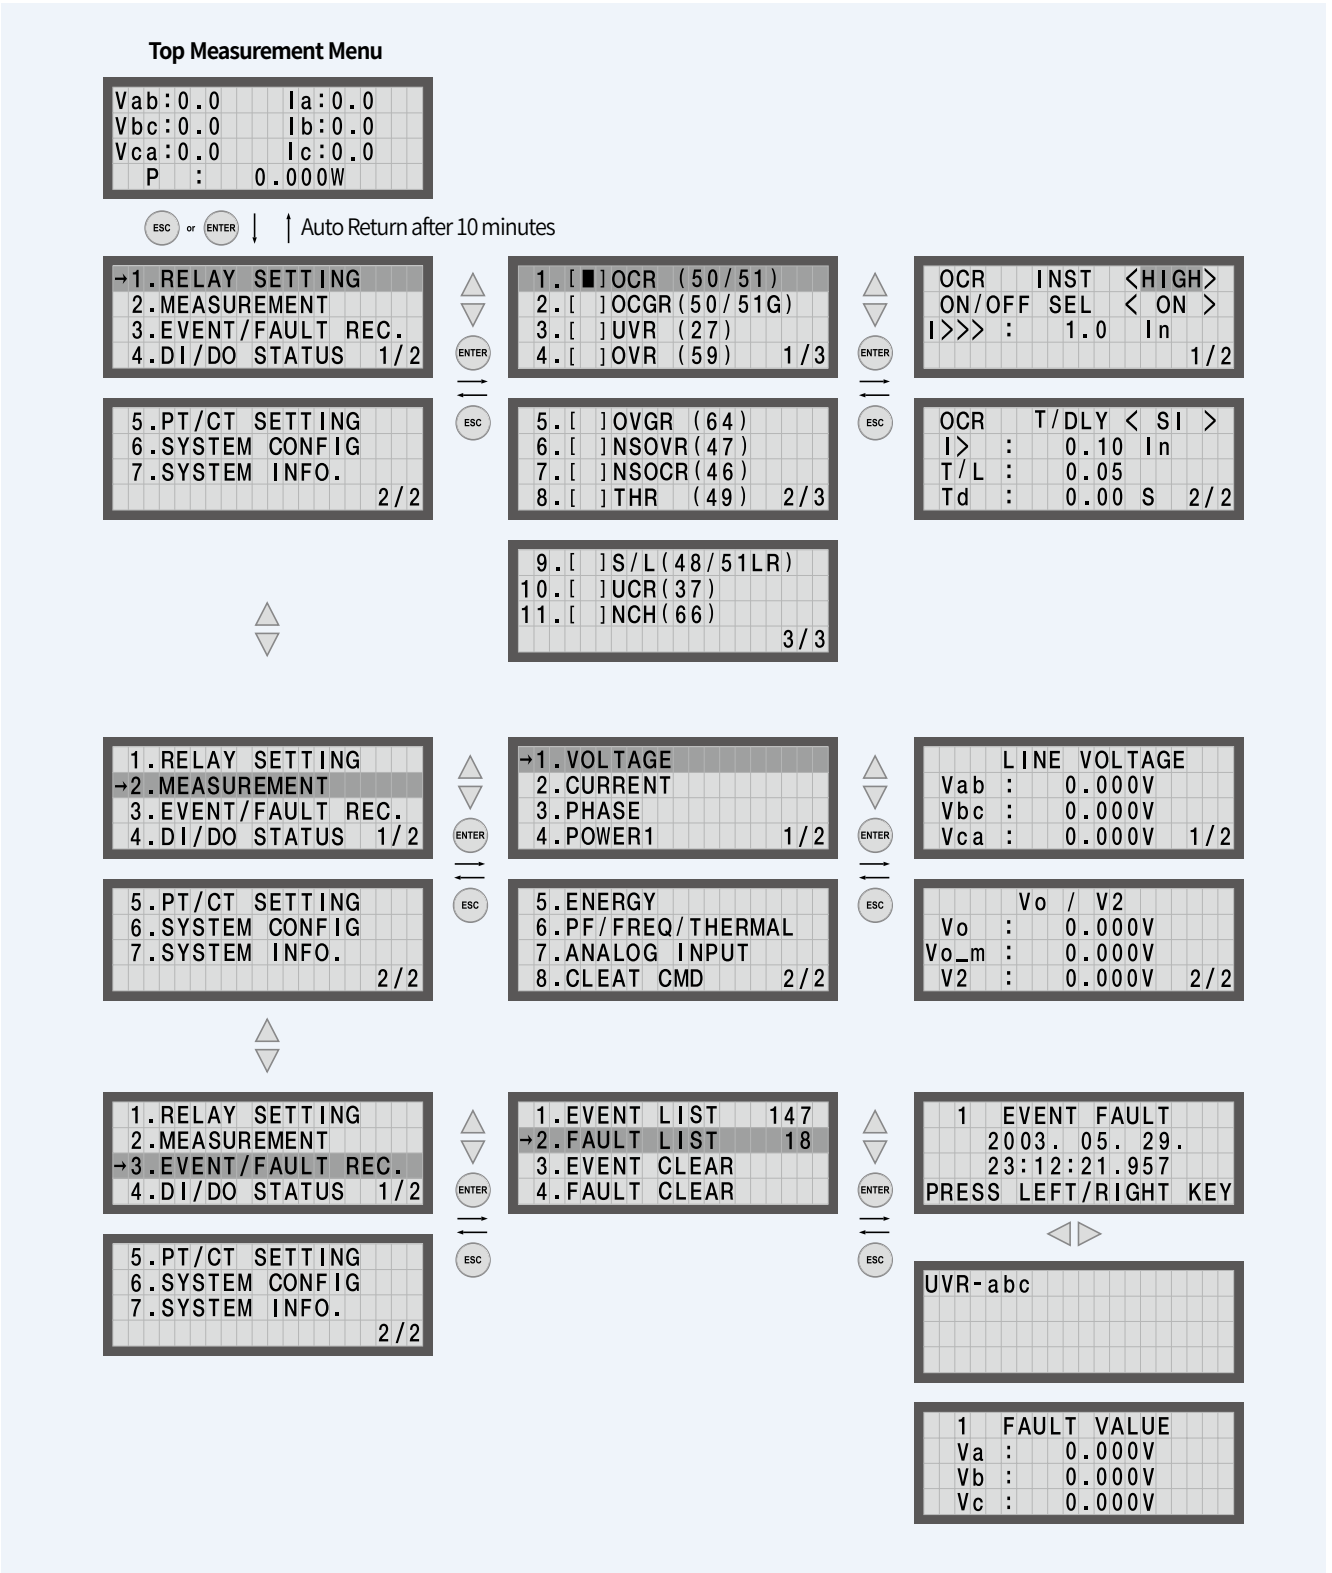 Top Measurement Menu
Vab:0.0 Ia:0.0
Vbc:0.0 Ib:0.0
Vca:0.0 Ic:0.0
P : 0.000W
ESC or ENTER ↓ ↑ Auto Return after 10 minutes
→1.RELAY SETTING
2.MEASUREMENT
3.EVENT/FAULT REC.
4.DI/DO STATUS 1/2
ENTER
ESC
1.[■]OCR (50/51)
2.[ ]OCGR(50/51G)
3.[ ]UVR (27)
4.[ ]OVR (59) 1/3
ENTER
ESC
OCR INST <HIGH>
ON/OFF SEL < ON >
I>>> : 1.0 In
1/2
5.PT/CT SETTING
6.SYSTEM CONFIG
7.SYSTEM INFO.
2/2
5.[ ]OVGR (64)
6.[ ]NSOVR(47)
7.[ ]NSOCR(46)
8.[ ]THR (49) 2/3
OCR T/DLY < SI >
I> : 0.10 In
T/L : 0.05
Td : 0.00 S 2/2
9.[ ]S/L(48/51LR)
10.[ ]UCR(37)
11.[ ]NCH(66)
3/3
1.RELAY SETTING
→2.MEASUREMENT
3.EVENT/FAULT REC.
4.DI/DO STATUS 1/2
ENTER
ESC
→1.VOLTAGE
2.CURRENT
3.PHASE
4.POWER1 1/2
ENTER
ESC
LINE VOLTAGE
Vab : 0.000V
Vbc : 0.000V
Vca : 0.000V 1/2
5.PT/CT SETTING
6.SYSTEM CONFIG
7.SYSTEM INFO.
2/2
5.ENERGY
6.PF/FREQ/THERMAL
7.ANALOG INPUT
8.CLEAT CMD 2/2
Vo / V2
Vo : 0.000V
Vo_m : 0.000V
V2 : 0.000V 2/2
1.RELAY SETTING
2.MEASUREMENT
→3.EVENT/FAULT REC.
4.DI/DO STATUS 1/2
ENTER
ESC
1.EVENT LIST 147
→2.FAULT LIST 18
3.EVENT CLEAR
4.FAULT CLEAR
ENTER
ESC
1 EVENT FAULT
2003. 05. 29.
23:12:21.957
PRESS LEFT/RIGHT KEY
5.PT/CT SETTING
6.SYSTEM CONFIG
7.SYSTEM INFO.
2/2
UVR-abc
1 FAULT VALUE
Va : 0.000V
Vb : 0.000V
Vc : 0.000V